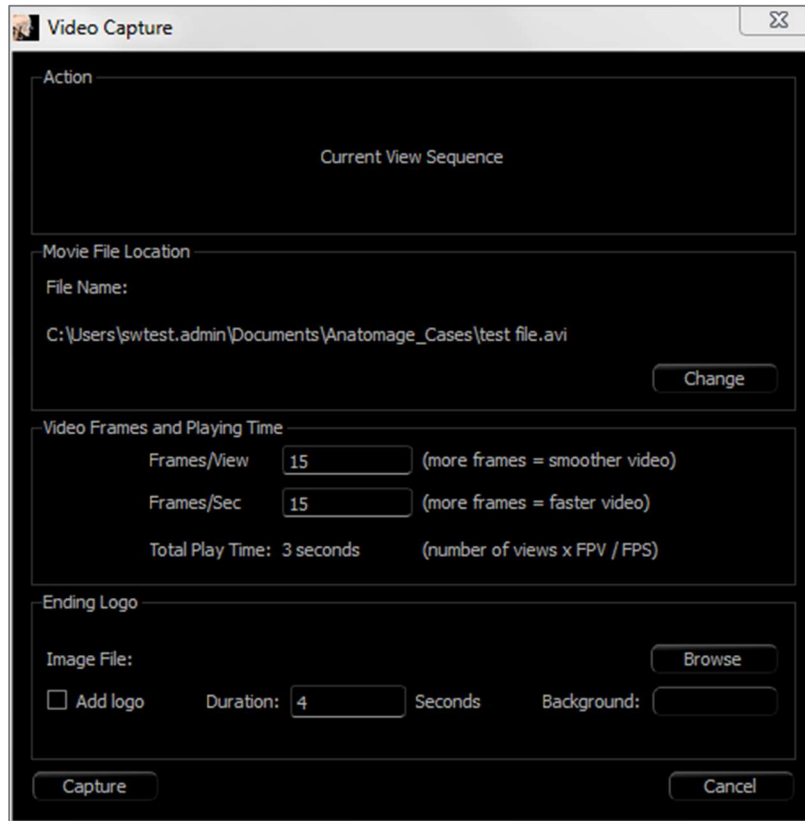 Video Capture
Action
Current View Sequence
Movie File Location
File Name:
C:\Users\swtest.admin\Documents\Anatomage_Cases\test file.avi
Change
Video Frames and Playing Time
Frames/View 15 (more frames = smoother video)
Frames/Sec 15 (more frames = faster video)
Total Play Time: 3 seconds (number of views x FPV / FPS)
Ending Logo
Image File: Browse
Add logo Duration: 4 Seconds Background:
Capture Cancel